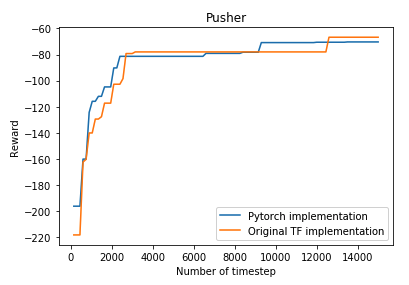 Pusher
−60
−80
−100
−120
−140
−160
−180
−200
−220
Reward
0 2000 4000 6000 8000 10000 12000 14000
Number of timestep
Pytorch implementation
Original TF implementation